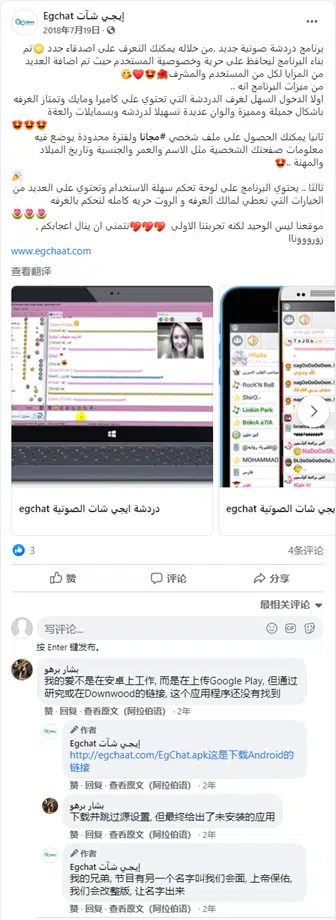 Egchat إيجي شآت
2018年7月19日 ·
برنامج دردشة صوتية جديد ,من خلاله يمكنك التعرف على اصدقاء جدد 😊تم
بناء البرنامج ليحافظ على حرية وخصوصية المستخدم حيث تم اضافة العديد
من المزايا لكل من المستخدم والمشرف🌺🤩❤😘
من ميزات البرنامج انه ..
اولا الدخول السهل لغرف الدردشة التي تحتوي على كاميرا ومايك وتمتاز الغرفه
باشكال جميلة ومميزة والوان عديدة تسهيلا لدردشه وبسمايلات رائعة
🤩🤩🤩
ثانيا يمكنك الحصول على ملف شخصي #مجانا ولفترة محدودة يوضع فيه
معلومات صفحتك الشخصية مثل الاسم والعمر والجنسية وتاريخ الميلاد
والمهنة ..🤩
🎉
ثالثا .. يحتوي البرنامج على لوحة تحكم سهلة الاستخدام وتحتوي على العديد من
الخيارات التي تعطي لمالك الغرفه و الروت حريه كامله لتحكم بالغرفه
🌷🌷🌷
موقعنا ليس الوحيد لكنه تجربتنا الاولى ❤❤❤نتمنى ان ينال اعجابكم ,
زورووونا!
www.egchaat.com
查看翻译
Linkin Park
دردشة ايجي شات الصوتية egchat
يجي شات الصوتية egchat
3
4条评论
赞
评论
分享
最相关评论
写评论...
按 Enter 键发布。
بشار برهو
我的爱不是在安卓上工作, 而是在上传Google Play, 但通过
研究或在Downwood的链接, 这个应用程序还没有找到
赞 · 回复 · 查看原文（阿拉伯语） · 2年
作者
Egchat إيجي شآت
http://egchaat.com/EgChat.apk这是下载Android的
链接
赞 · 回复 · 查看原文（阿拉伯语） · 2年
بشار برهو
下载并跳过源设置, 但最终给出了未安装的应用
赞 · 回复 · 查看原文（阿拉伯语） · 2年
作者
Egchat إيجي شآت
我的兄弟, 节目有另一个名字叫我们会面, 上帝保佑,
我们会改整版, 让名字出来
赞 · 回复 · 查看原文（阿拉伯语） · 2年